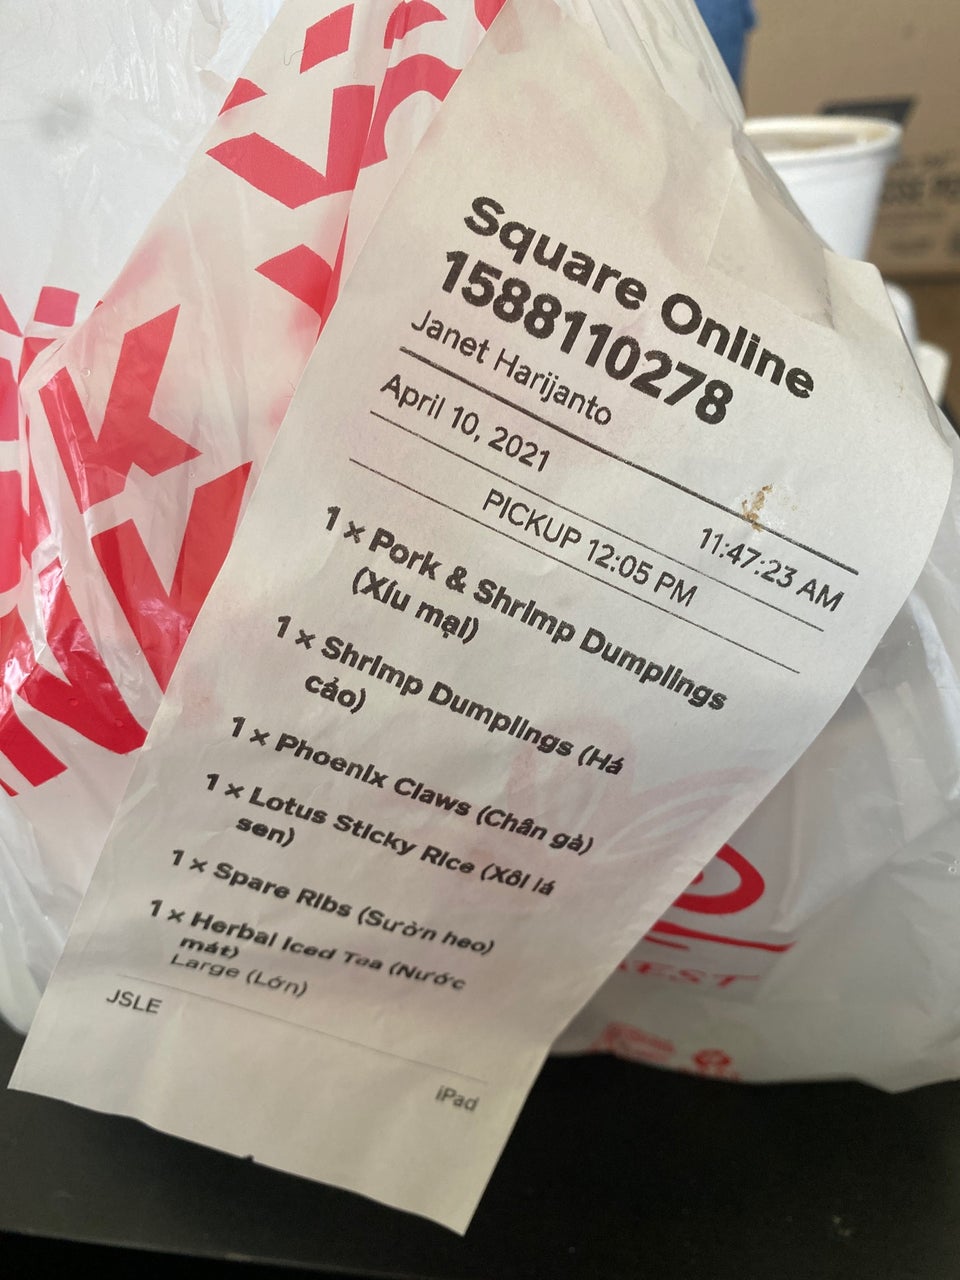 Square Online
1588110278
Janet Harijanto
April 10, 2021
11:47:23 AM
PICKUP 12:05 PM
1 x Pork & Shrimp Dumplings
(Xíu mại)
1 x Shrimp Dumplings (Há
cảo)
1 x Phoenix Claws (Chân gà)
1 x Lotus Sticky Rice (Xôi lá
sen)
1 x Spare Ribs (Sườn heo)
1 x Herbal Iced Tea (Nước
mát)
Large (Lớn)
JSLE
iPad